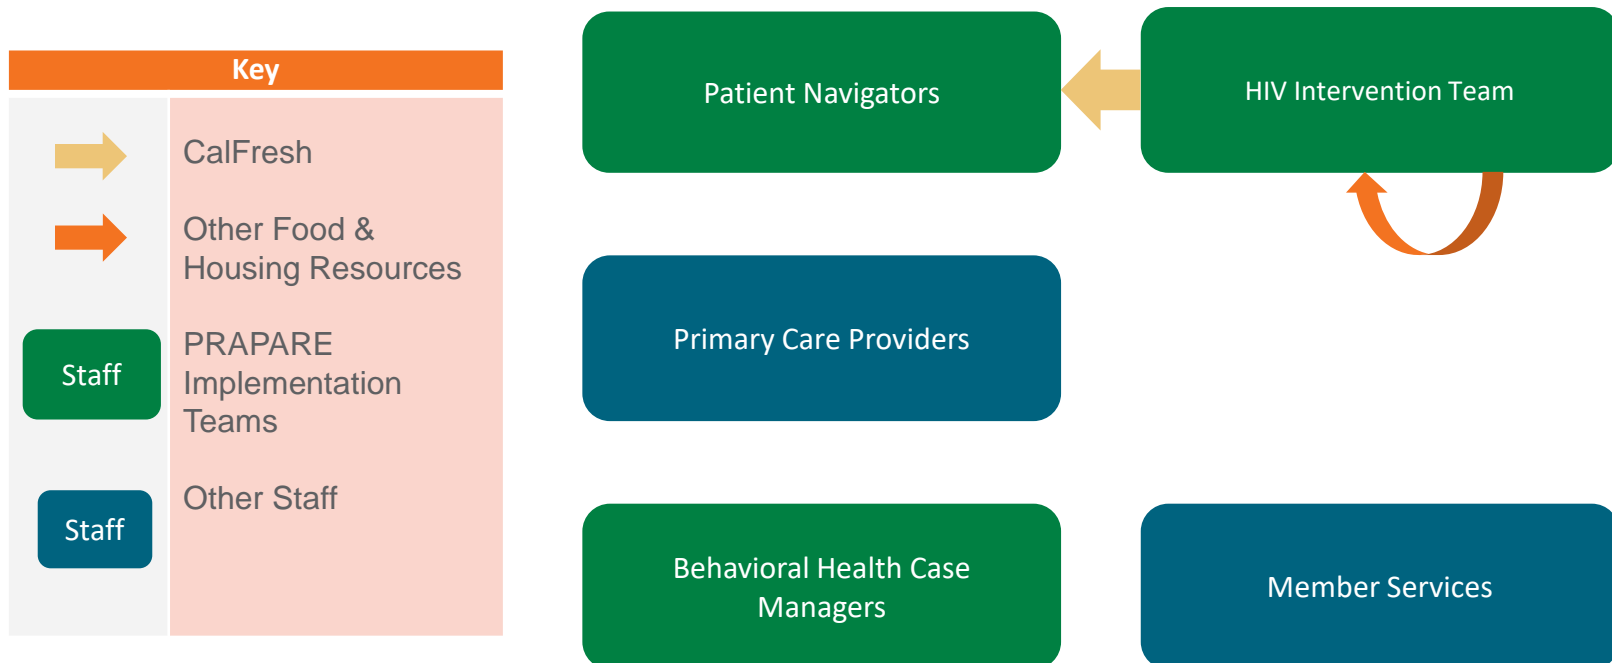 Key
CalFresh
Other Food &
Housing Resources
Staff
PRAPARE
Implementation
Teams
Staff
Other Staff
Patient Navigators
HIV Intervention Team
Primary Care Providers
Behavioral Health Case
Managers
Member Services